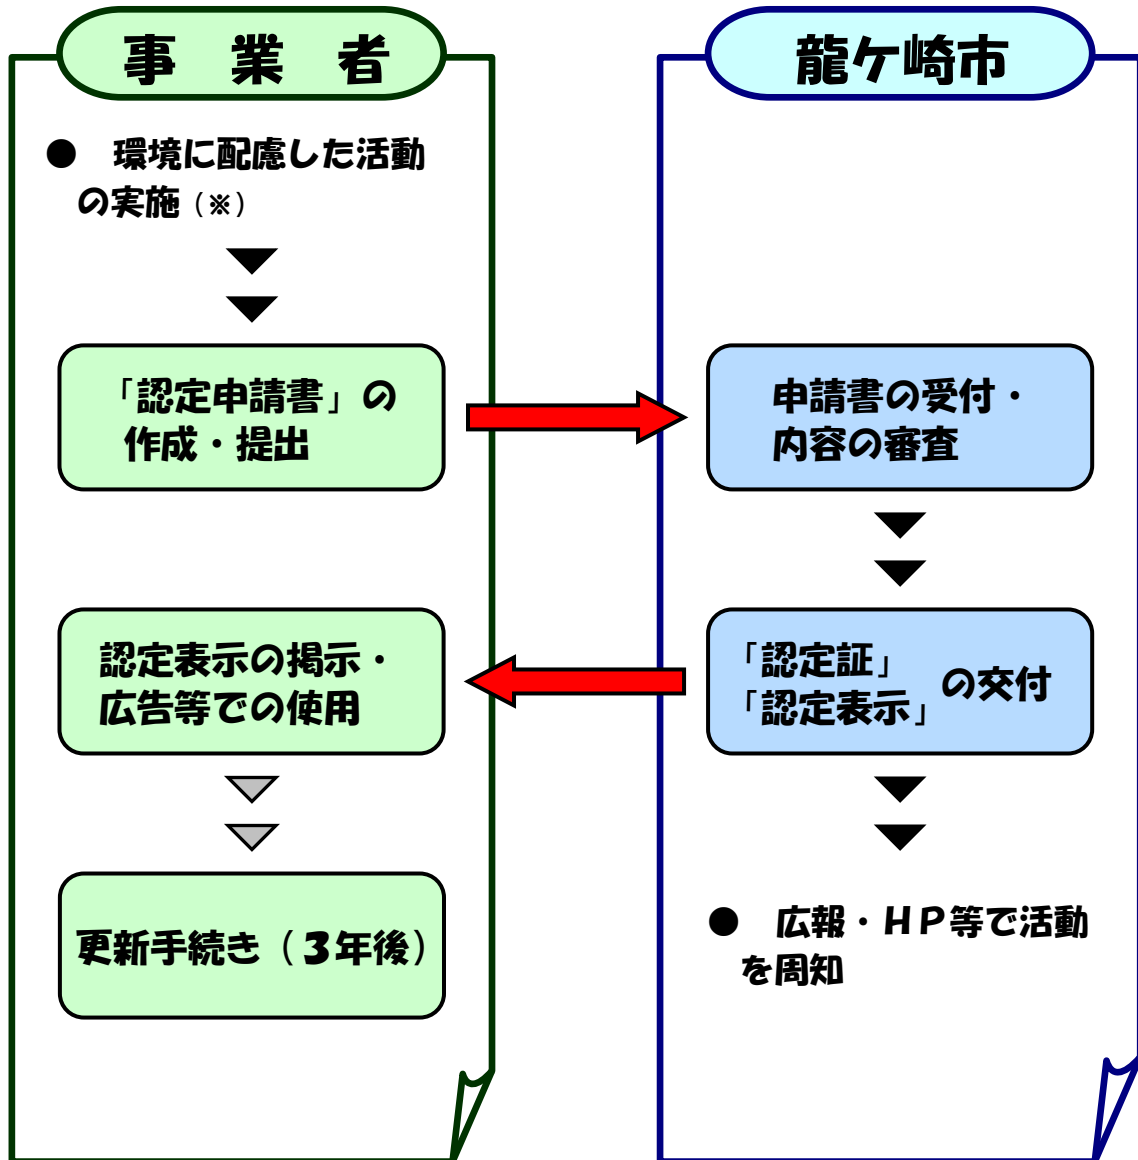 事 業 者
● 環境に配慮した活動
の実施（※）
「認定申請書」の
作成・提出
認定表示の掲示・
広告等での使用
更新手続き（３年後）
龍ケ崎市
申請書の受付・
内容の審査
「認定証」
「認定表示」
の交付
● 広報・ＨＰ等で活動
を周知